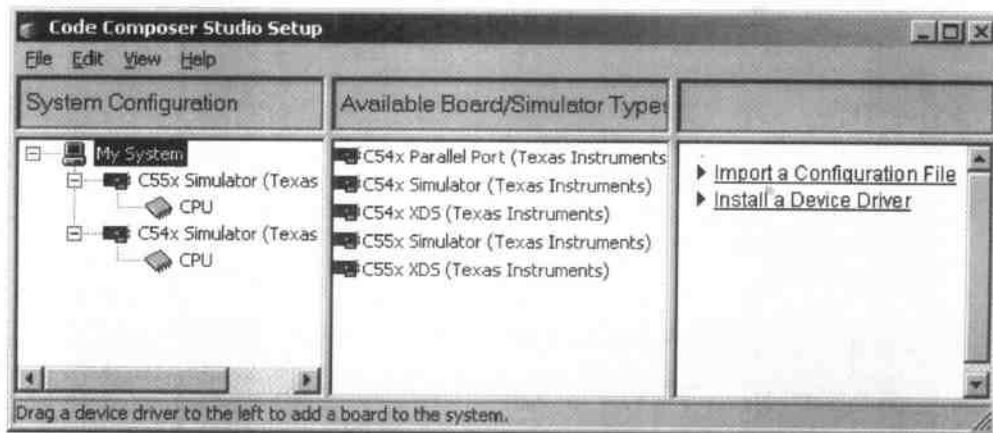 Code Composer Studio Setup
File Edit View Help
System Configuration
Available Board/Simulator Types
My System
C55x Simulator (Texas
CPU
C54x Simulator (Texas
CPU
C54x Parallel Port (Texas Instruments
C54x Simulator (Texas Instruments)
C54x XDS (Texas Instruments)
C55x Simulator (Texas Instruments)
C55x XDS (Texas Instruments)
Import a Configuration File
Install a Device Driver
Drag a device driver to the left to add a board to the system.